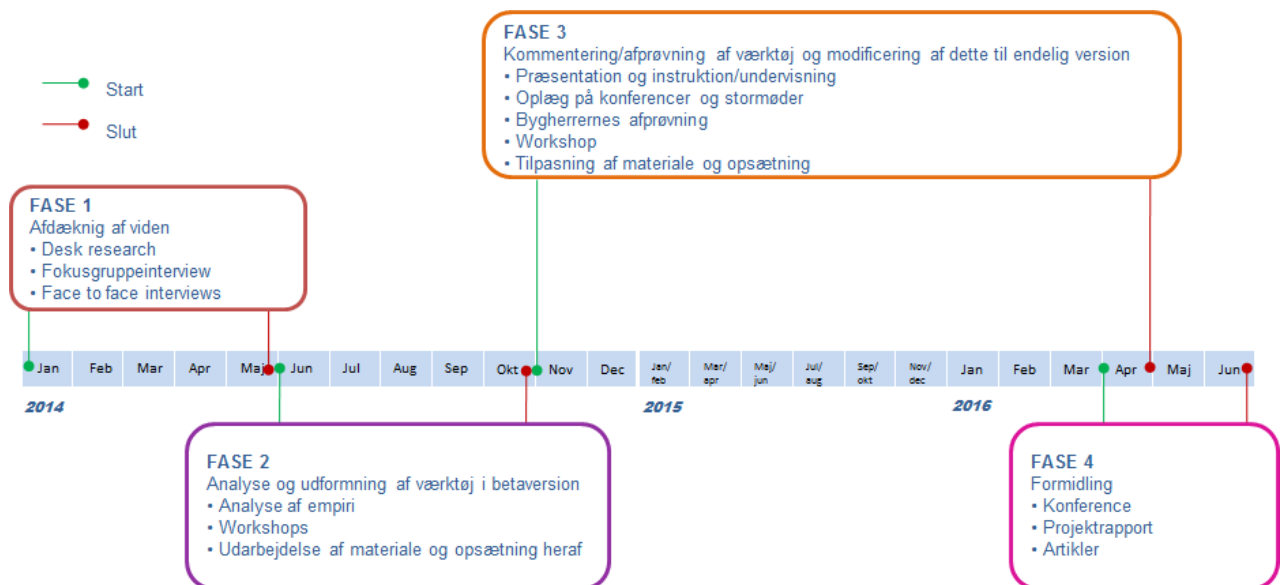 FASE 3
Kommentering/afprøvning af værktøj og modificering af dette til endelig version
• Præsentation og instruktion/undervisning
• Oplæg på konferencer og stormøder
• Bygherrernes afprøvning
• Workshop
• Tilpasning af materiale og opsætning
Start
Slut
FASE 1
Afdæknig af viden
• Desk research
• Fokusgruppeinterview
• Face to face interviews
Jan Feb Mar Apr Maj Jun Jul Aug Sep Okt Nov Dec Jan/feb Mar/apr Maj/jun Jul/aug Sep/okt Nov/dec Jan Feb Mar Apr Maj Jun
2014 2015 2016
FASE 2
Analyse og udformning af værktøj i betaversion
• Analyse af empiri
• Workshops
• Udarbejdelse af materiale og opsætning heraf
FASE 4
Formidling
• Konference
• Projektrapport
• Artikler